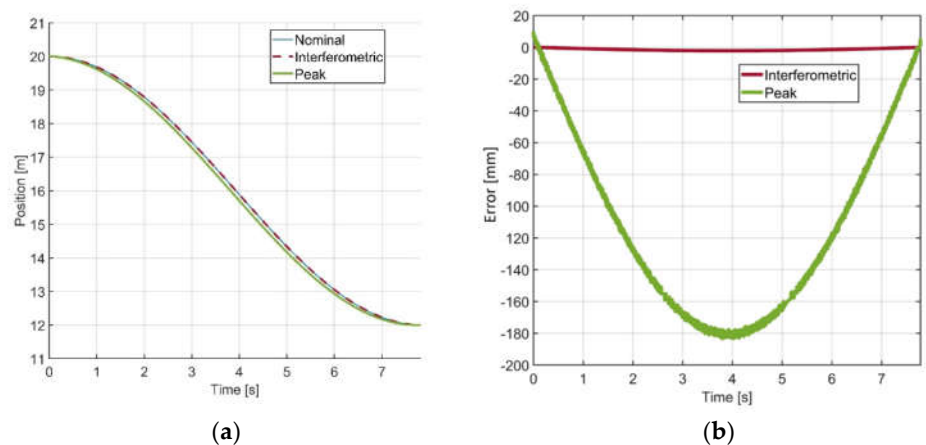 21
20
19
18
17
16
15
14
13
12
11
Position [m]
0 1 2 3 4 5 6 7
Time [s]
Nominal
Interferometric
Peak
(a)
20
0
-20
-40
-60
-80
100
-120
-140
-160
-180
-200
Error [mm]
0 1 2 3 4 5 6 7
Time [s]
Interferometric
Peak
(b)